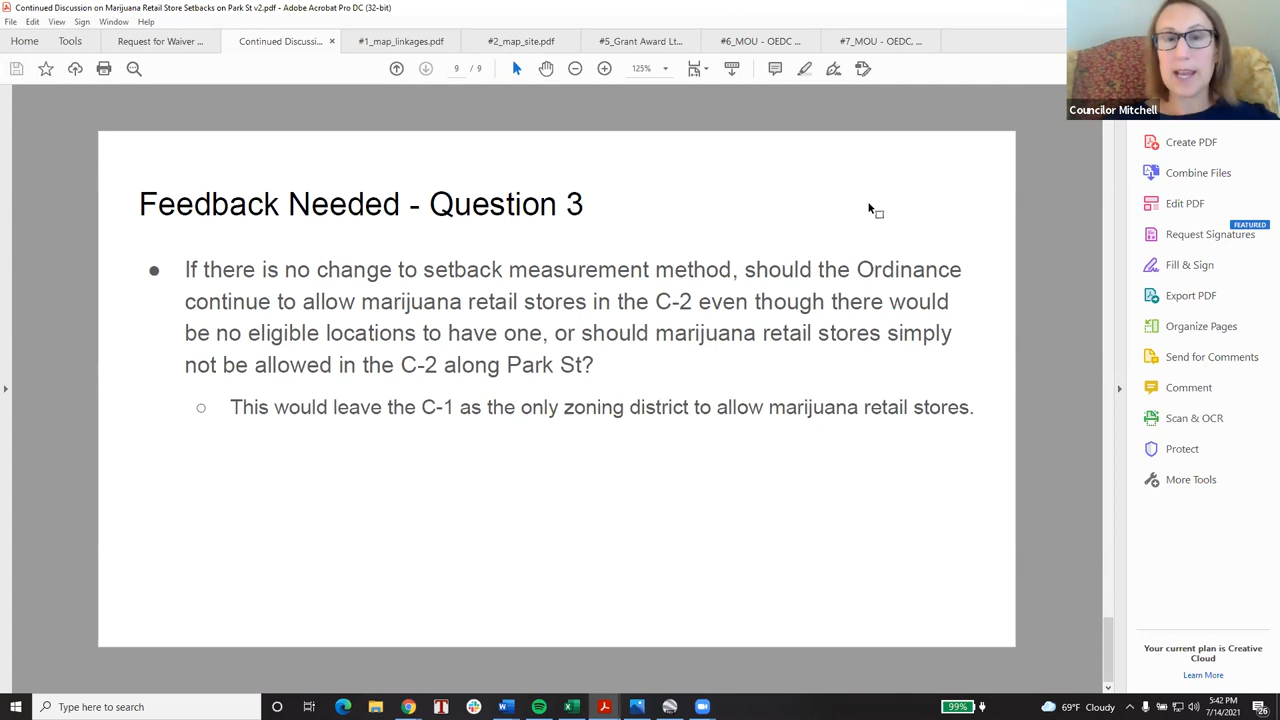 Continued Discussion on Marijuana Retail Store Setbacks on Park St v2.pdf - Adobe Acrobat Pro DC (32-bit)
File Edit View Sign Window Help
Home Tools Request for Waiver ... Continued Discussi... × #1_map_linkages.pdf #2_map_site.pdf #5_Grant Award Lt... #6_MOU - OEDC ... #7_MOU - OEDC, ...
9 / 9 125%
Councilor Mitchell
Feedback Needed - Question 3
If there is no change to setback measurement method, should the Ordinance
continue to allow marijuana retail stores in the C-2 even though there would
be no eligible locations to have one, or should marijuana retail stores simply
not be allowed in the C-2 along Park St?
This would leave the C-1 as the only zoning district to allow marijuana retail stores.
Create PDF
Combine Files
Edit PDF
FEATURED
Request Signatures
Fill & Sign
Export PDF
Organize Pages
Send for Comments
Comment
Scan & OCR
Protect
More Tools
Your current plan is Creative
Cloud
Learn More
Type here to search
99%
69°F Cloudy
5:42 PM
7/14/2021
26